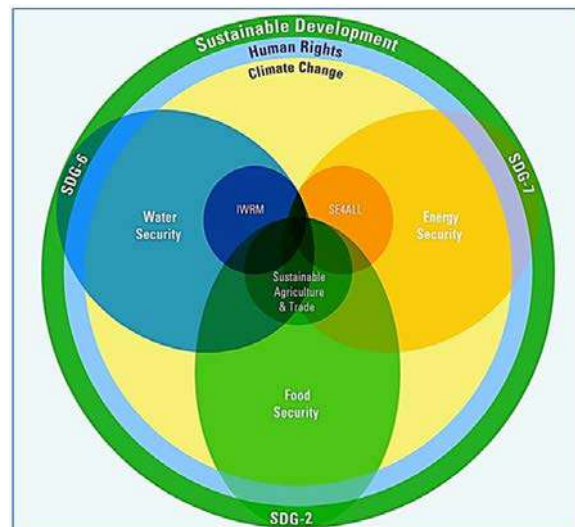 Sustainable Development
Human Rights
Climate Change
SDG-6
SDG-7
IWRM
SE4ALL
Water
Security
Energy
Security
Sustainable
Agriculture
& Trade
Food
Security
SDG-2